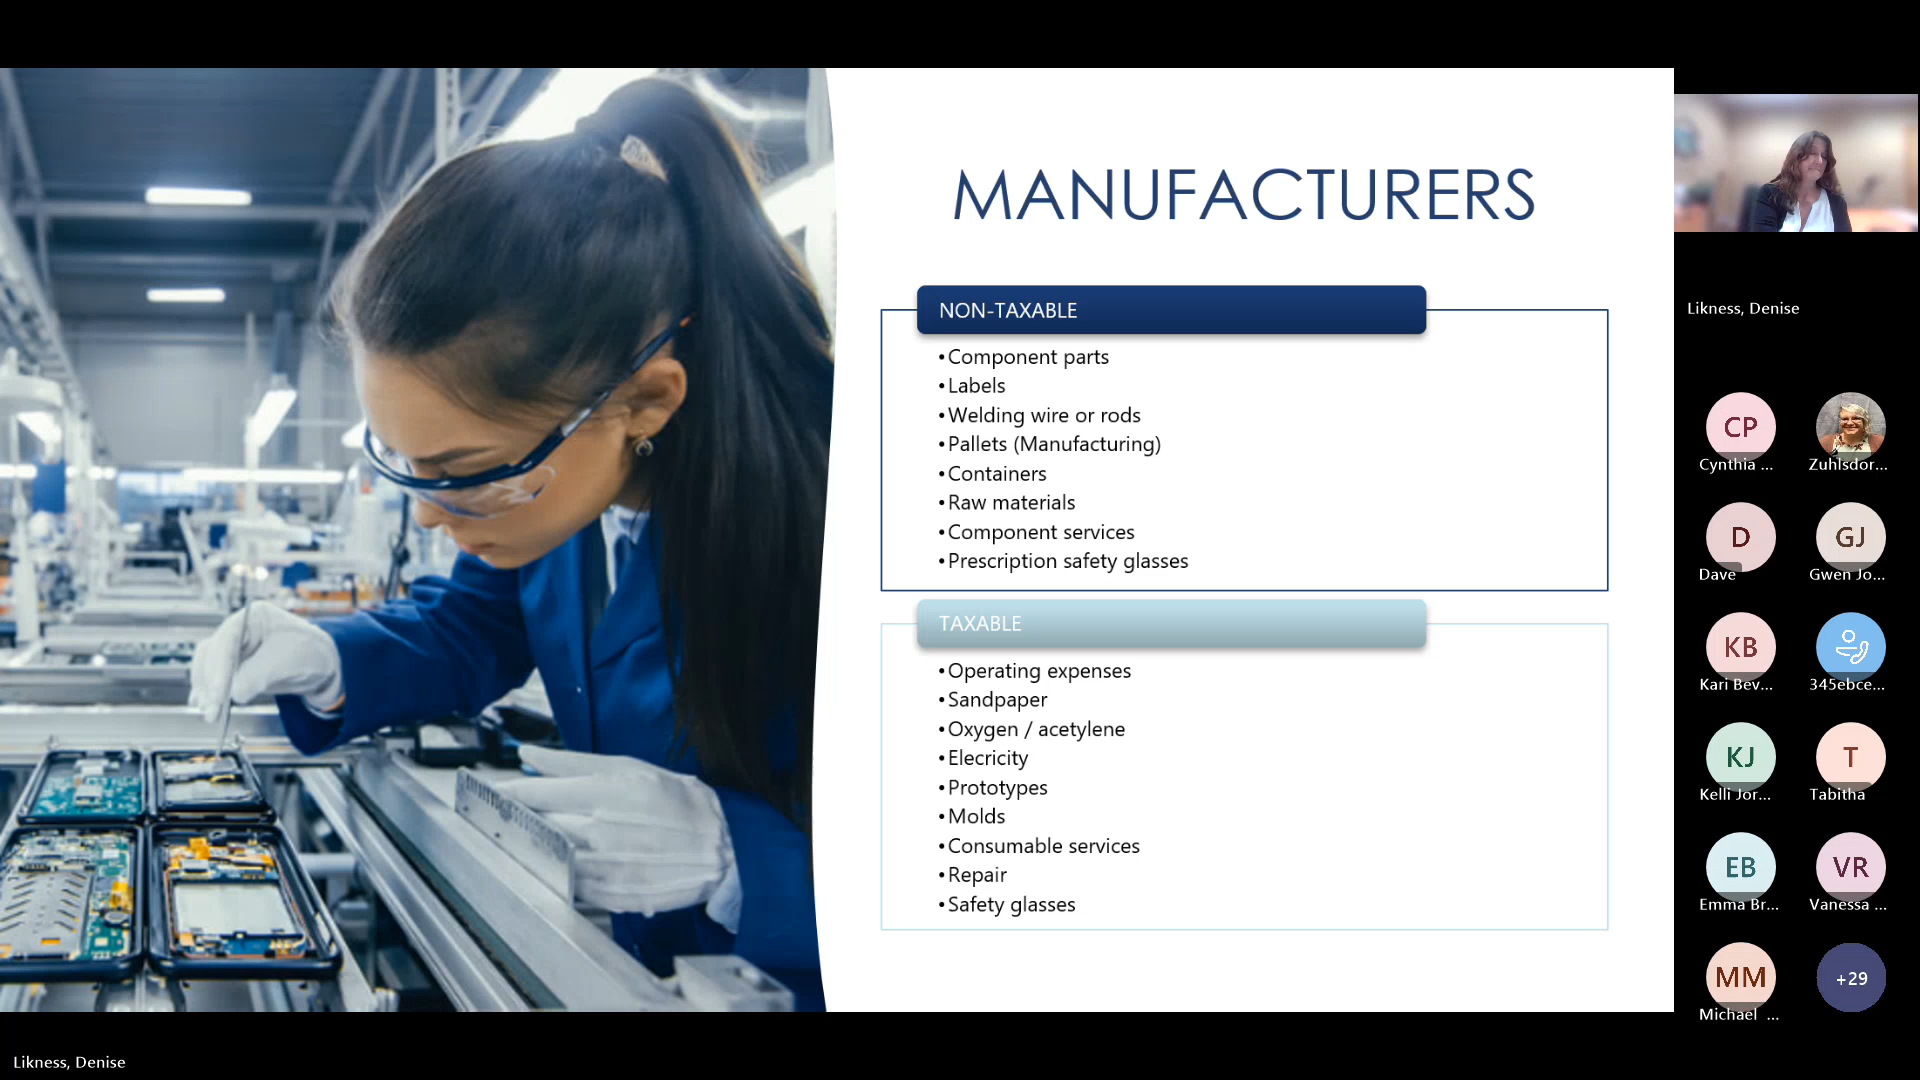 MANUFACTURERS
NON-TAXABLE
•Component parts
•Labels
•Welding wire or rods
•Pallets (Manufacturing)
•Containers
•Raw materials
•Component services
•Prescription safety glasses
TAXABLE
•Operating expenses
•Sandpaper
•Oxygen / acetylene
•Elecricity
•Prototypes
•Molds
•Consumable services
•Repair
•Safety glasses
Likness, Denise
CP
Cynthia ...
Zuhlsdor...
D
Dave
GJ
Gwen Jo...
KB
Kari Bev...
345ebce...
KJ
Kelli Jor...
T
Tabitha
EB
Emma Br...
VR
Vanessa ...
MM
Michael ...
+29
Likness, Denise